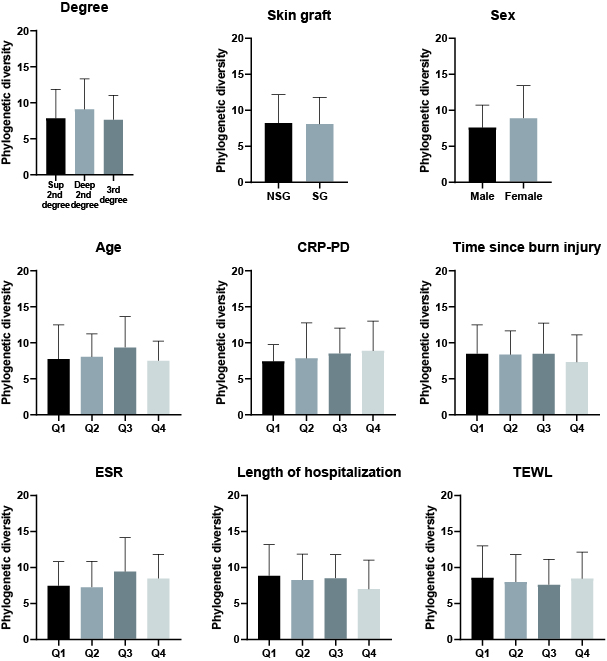 Degree
Phylogenetic diversity
20
15
10
5
0
Sup
2nd
degree
Deep
2nd
degree
3rd
degree
Skin graft
Phylogenetic diversity
20
15
10
5
0
NSG SG
Sex
Phylogenetic diversity
20
15
10
5
0
Male Female
Age
Phylogenetic diversity
20
15
10
5
0
Q1 Q2 Q3 Q4
CRP-PD
Phylogenetic diversity
20
15
10
5
0
Q1 Q2 Q3 Q4
Time since burn injury
Phylogenetic diversity
20
15
10
5
0
Q1 Q2 Q3 Q4
ESR
Phylogenetic diversity
20
15
10
5
0
Q1 Q2 Q3 Q4
Length of hospitalization
Phylogenetic diversity
20
15
10
5
0
Q1 Q2 Q3 Q4
TEWL
Phylogenetic diversity
20
15
10
5
0
Q1 Q2 Q3 Q4